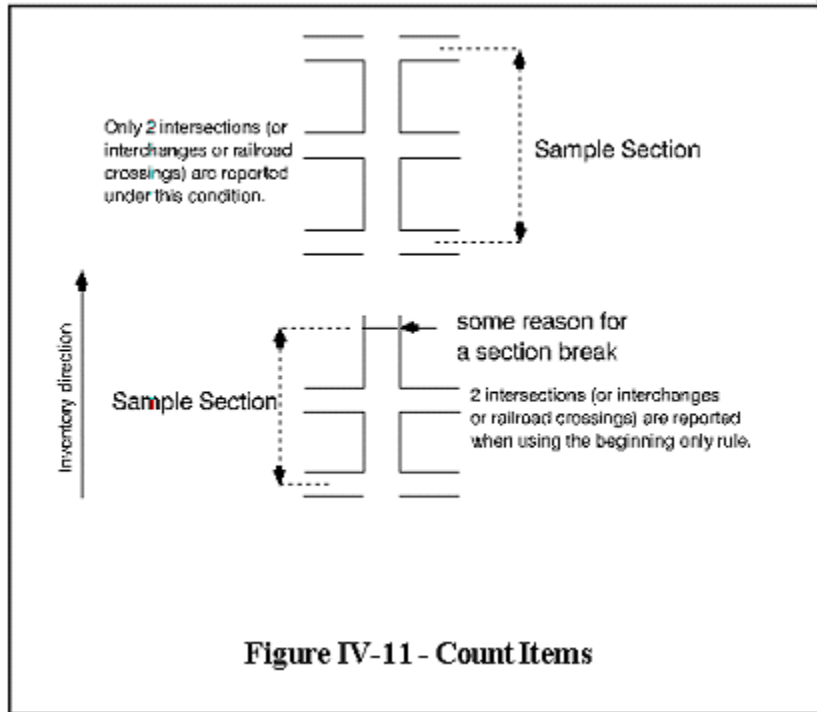 Only 2 intersections (or
interchanges or railroad
crossings) are reported
under this condition.
Sample Section
Inventory direction
some reason for
a section break
Sample Section
2 intersections (or interchanges
or railroad crossings) are reported
when using the beginning only rule.
Figure IV-11 - Count Items